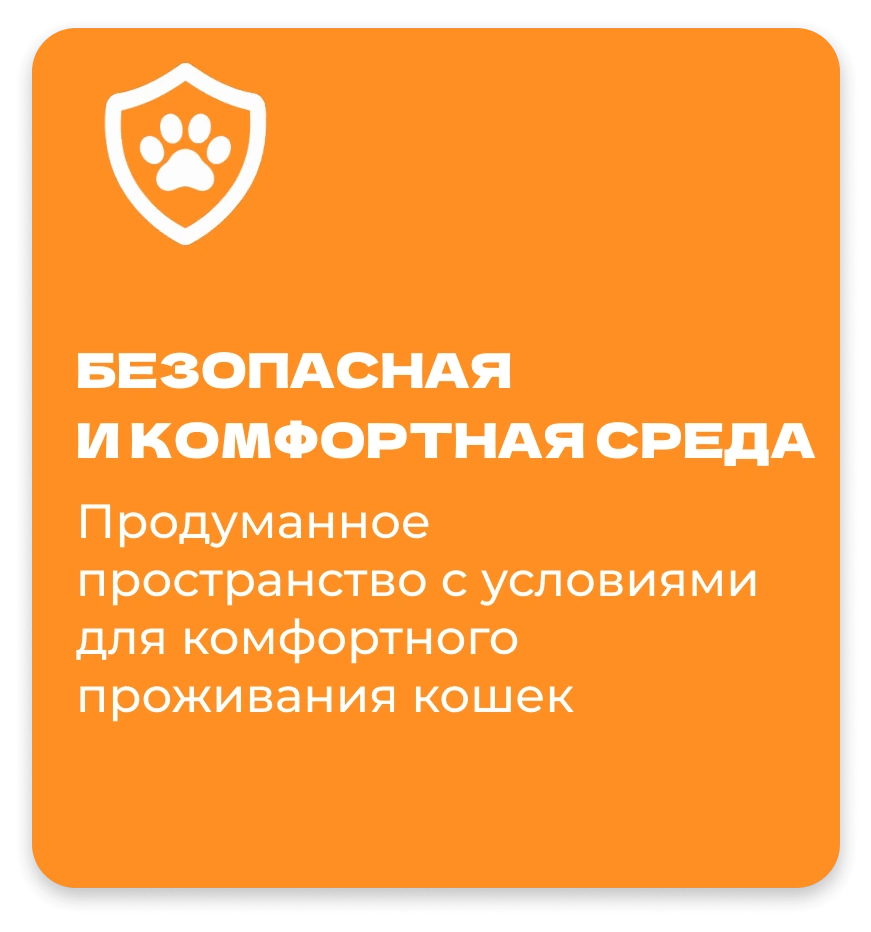 БЕЗОПАСНАЯ
И КОМФОРТНАЯ СРЕДА
Продуманное
пространство с условиями
для комфортного
проживания кошек